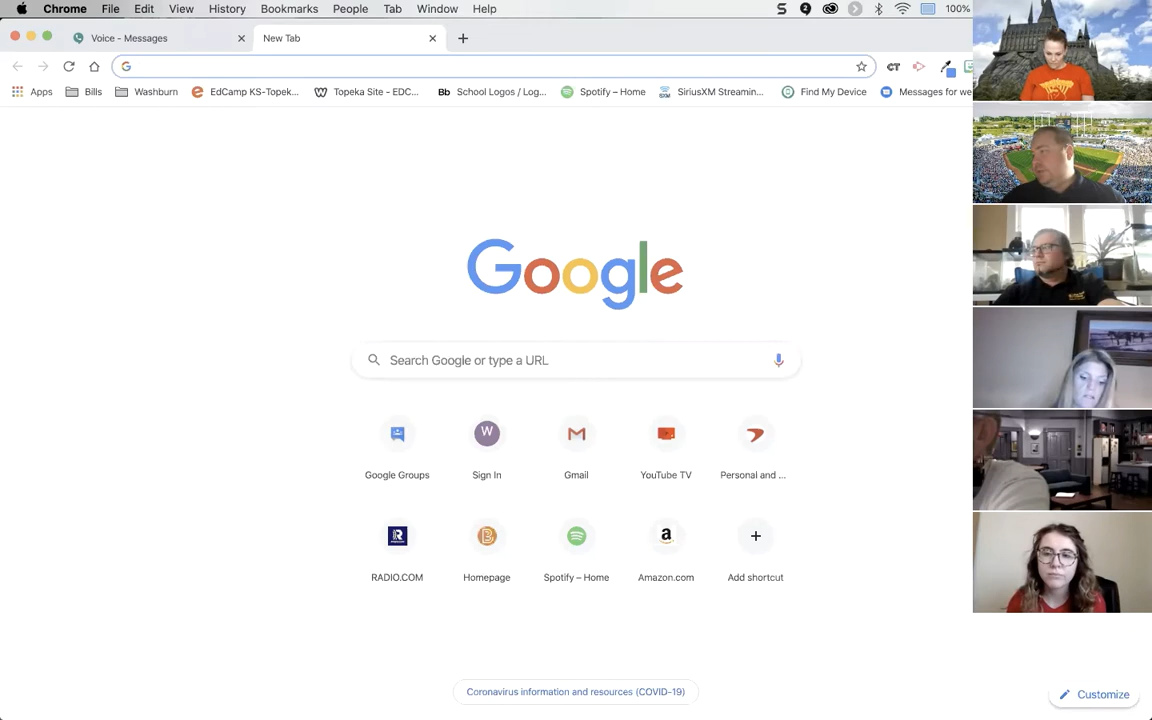 Chrome File Edit View History Bookmarks People Tab Window Help 100%
Voice - Messages New Tab
Apps Bills Washburn EdCamp KS-Topek... Topeka Site - EDC... Bb School Logos / Log... Spotify – Home SiriusXM Streamin... Find My Device Messages for we
Google
Search Google or type a URL
W
Google Groups Sign In Gmail YouTube TV Personal and ...
R B a
RADIO.COM Homepage Spotify – Home Amazon.com Add shortcut
Coronavirus information and resources (COVID-19)
Customize